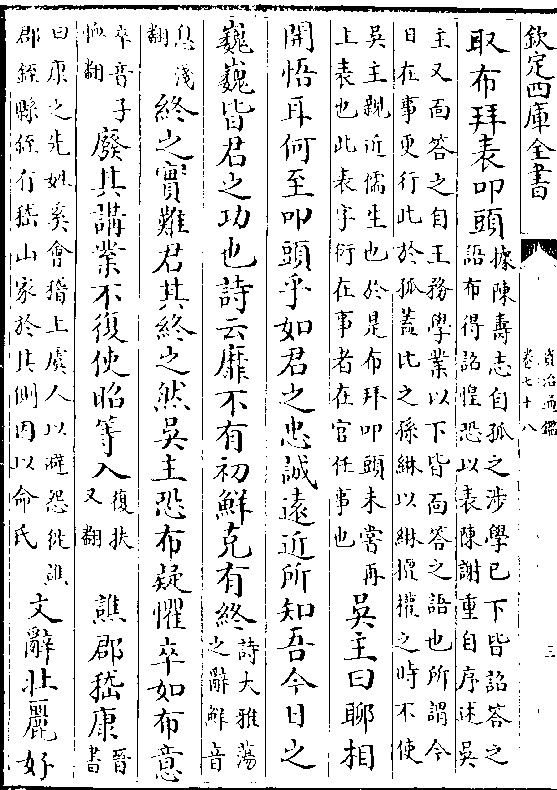 欽定四庫全書
資治通鑑
卷七十八
三
取布拜表叩頭
據陳壽志自孤之涉學已下皆詔答之
語布得詔惶恐以表陳謝重自序述吳
主又面答之自王務學業以下皆面答之語也所謂今
日在事更行此於孤蓋比之孫綝以綝擅權之時不使
吳主親近儒生也於是布拜叩頭未嘗再
上表也此表字衍在事者在官任事也
吳主曰聊相
開悟耳何至叩頭乎如君之忠誠遠近所知吾今日之
巍巍皆君之功也詩云靡不有初鮮克有終
詩大雅蕩
之辭鮮音
息淺
翻
終之實難君其終之然吳主恐布疑懼卒如布意
卒音子
恤翻
廢其講業不復使昭等入
復扶
又翻
譙郡嵇康
晉
書
曰康之先姓奚會稽上虞人以避怨徙譙
郡銍縣銍有嵇山家於其側因以命氏
文辭壯麗好